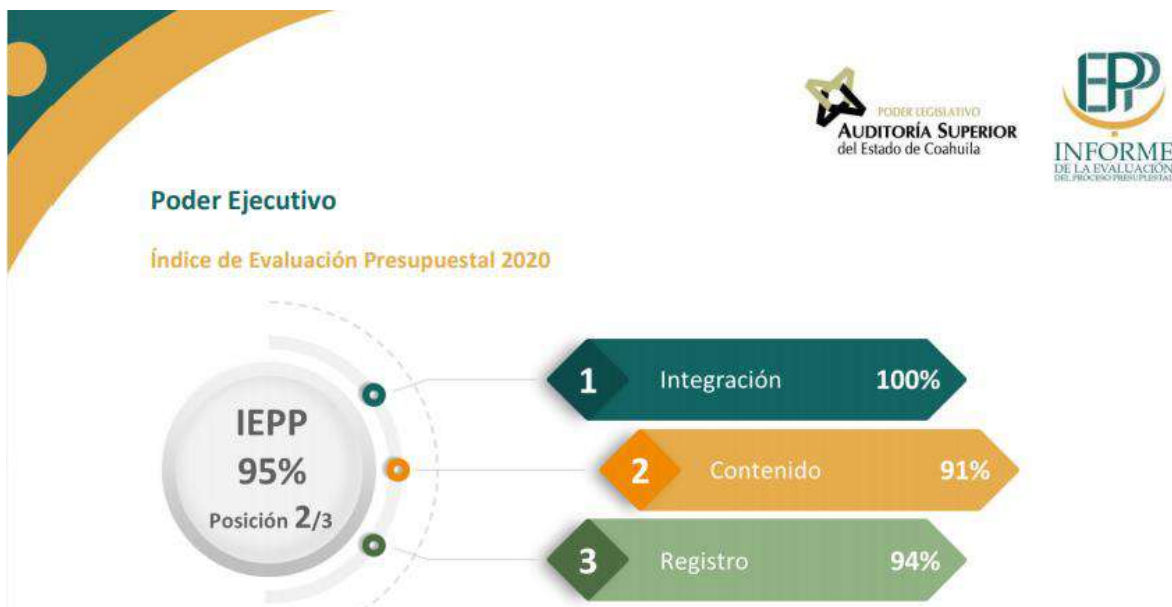 PODER LEGISLATIVO
AUDITORÍA SUPERIOR
del Estado de Coahuila
EPP
INFORME
DE LA EVALUACIÓN
DEL PROCESO PRESUPUESTAL
Poder Ejecutivo
Índice de Evaluación Presupuestal 2020
IEPP
95%
Posición 2/3
1 Integración 100%
2 Contenido 91%
3 Registro 94%